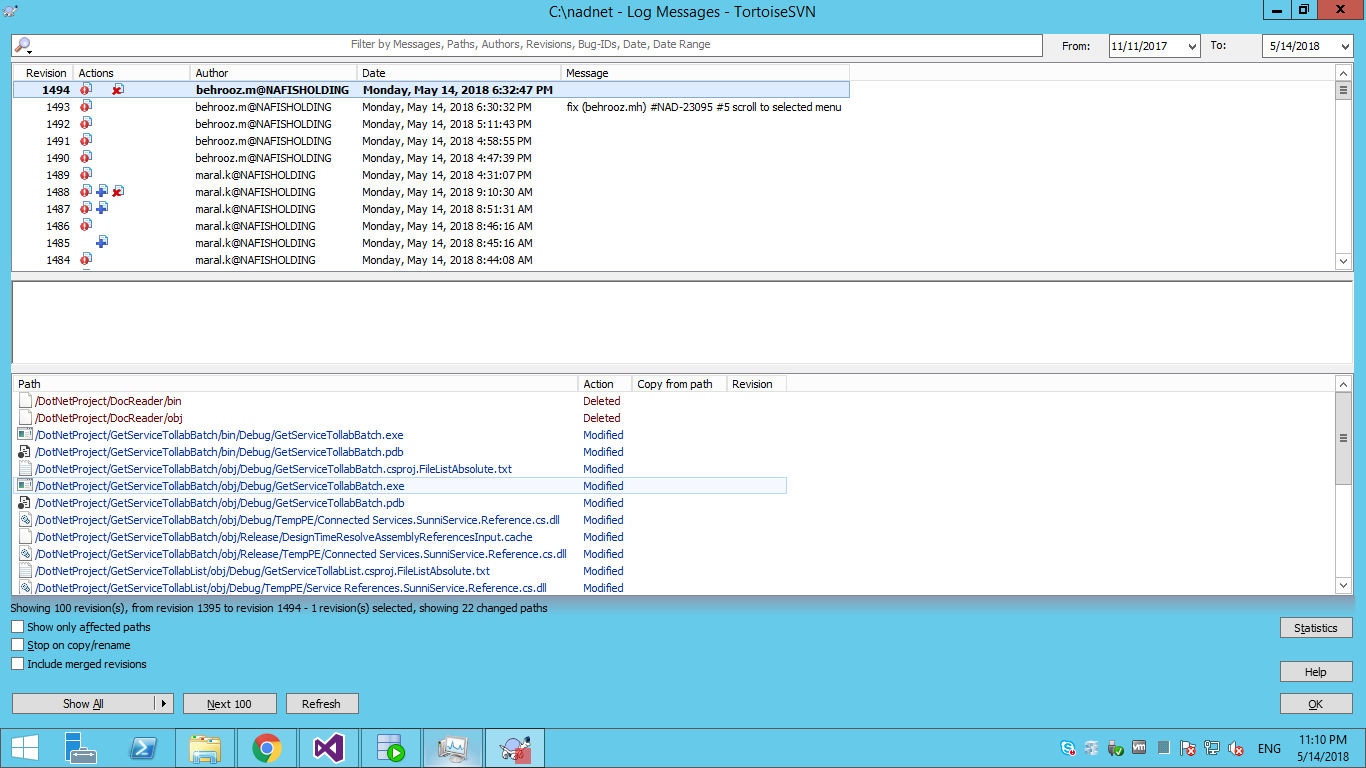 C:\nadnet - Log Messages - TortoiseSVN
Filter by Messages, Paths, Authors, Revisions, Bug-IDs, Date, Date Range
From: 11/11/2017 To: 5/14/2018
Revision Actions Author Date Message
1494 behrooz.m@NAFISHOLDING Monday, May 14, 2018 6:32:47 PM
1493 behrooz.m@NAFISHOLDING Monday, May 14, 2018 6:30:32 PM fix (behrooz.mh) #NAD-23095 #5 scroll to selected menu
1492 behrooz.m@NAFISHOLDING Monday, May 14, 2018 5:11:43 PM
1491 behrooz.m@NAFISHOLDING Monday, May 14, 2018 4:58:55 PM
1490 behrooz.m@NAFISHOLDING Monday, May 14, 2018 4:47:39 PM
1489 maral.k@NAFISHOLDING Monday, May 14, 2018 4:31:07 PM
1488 maral.k@NAFISHOLDING Monday, May 14, 2018 9:10:30 AM
1487 maral.k@NAFISHOLDING Monday, May 14, 2018 8:51:31 AM
1486 maral.k@NAFISHOLDING Monday, May 14, 2018 8:46:16 AM
1485 maral.k@NAFISHOLDING Monday, May 14, 2018 8:45:16 AM
1484 maral.k@NAFISHOLDING Monday, May 14, 2018 8:44:08 AM
Path Action Copy from path Revision
/DotNetProject/DocReader/bin Deleted
/DotNetProject/DocReader/obj Deleted
/DotNetProject/GetServiceTollabBatch/bin/Debug/GetServiceTollabBatch.exe Modified
/DotNetProject/GetServiceTollabBatch/bin/Debug/GetServiceTollabBatch.pdb Modified
/DotNetProject/GetServiceTollabBatch/obj/Debug/GetServiceTollabBatch.csproj.FileListAbsolute.txt Modified
/DotNetProject/GetServiceTollabBatch/obj/Debug/GetServiceTollabBatch.exe Modified
/DotNetProject/GetServiceTollabBatch/obj/Debug/GetServiceTollabBatch.pdb Modified
/DotNetProject/GetServiceTollabBatch/obj/Debug/TempPE/Connected Services.SunniService.Reference.cs.dll Modified
/DotNetProject/GetServiceTollabBatch/obj/Release/DesignTimeResolveAssemblyReferencesInput.cache Modified
/DotNetProject/GetServiceTollabBatch/obj/Release/TempPE/Connected Services.SunniService.Reference.cs.dll Modified
/DotNetProject/GetServiceTollabList/obj/Debug/GetServiceTollabList.csproj.FileListAbsolute.txt Modified
/DotNetProject/GetServiceTollabList/obj/Debug/TempPE/Service References.SunniService.Reference.cs.dll Modified
Showing 100 revision(s), from revision 1395 to revision 1494 - 1 revision(s) selected, showing 22 changed paths
Show only affected paths
Statistics
Stop on copy/rename
Include merged revisions
Help
Show All Next 100 Refresh OK
ENG
11:10 PM
5/14/2018